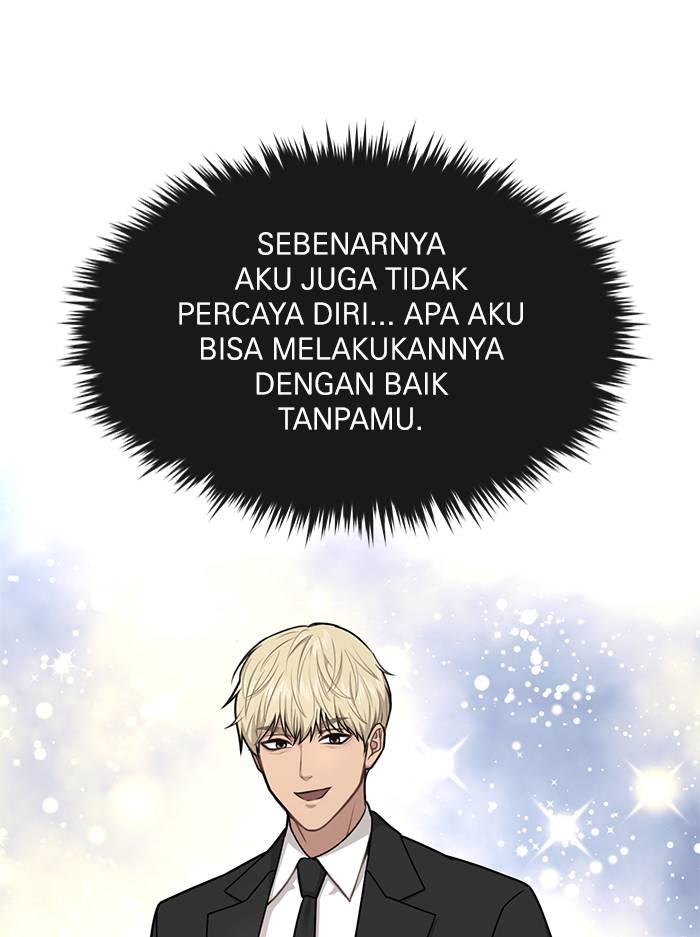 SEBENARNYA
AKU JUGA TIDAK
PERCAYA DIRI... APA AKU
BISA MELAKUKANNYA
DENGAN BAIK
TANPAMU.